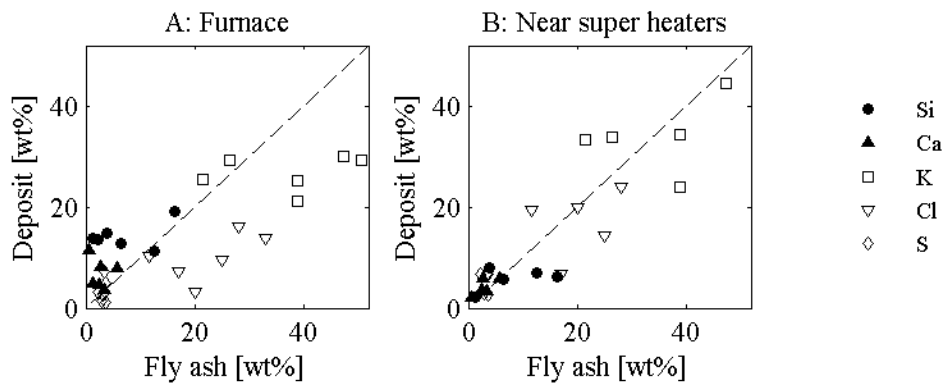 A: Furnace
B: Near super heaters
Deposit [wt%]
40
20
0
0
20
40
Fly ash [wt%]
Deposit [wt%]
40
20
0
0
20
40
Fly ash [wt%]
Si
Ca
K
Cl
S